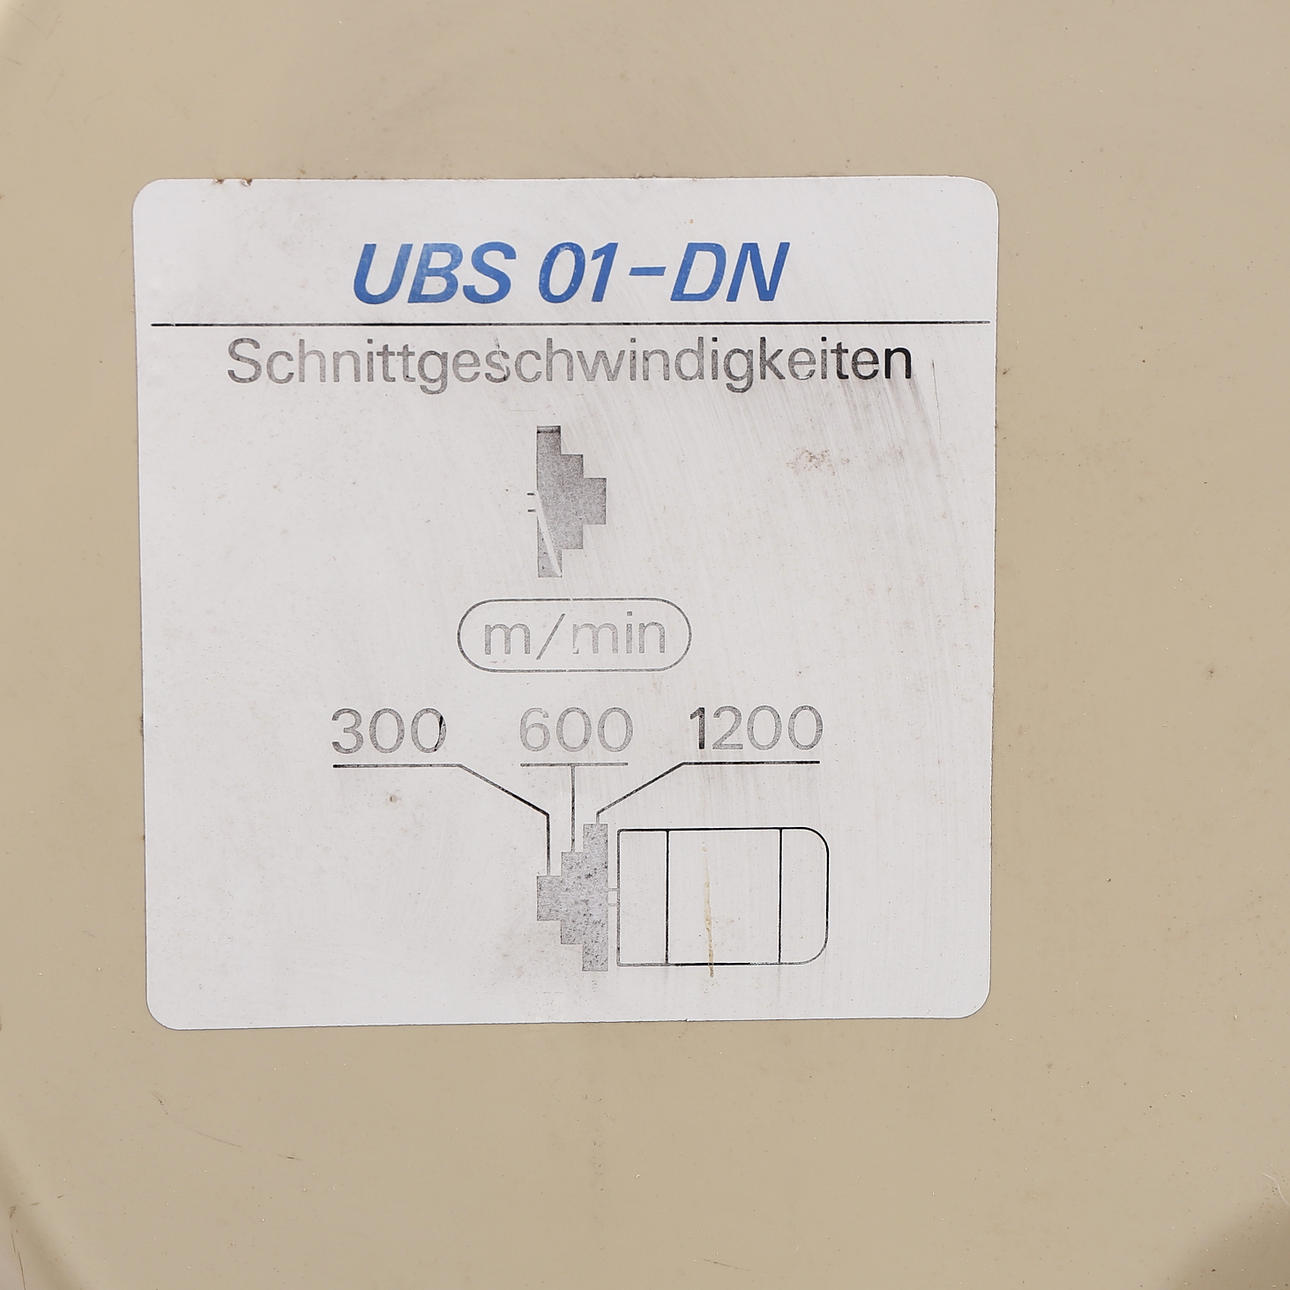 UBS 01-DN
Schnittgeschwindigkeiten
m/min
300 600 1200